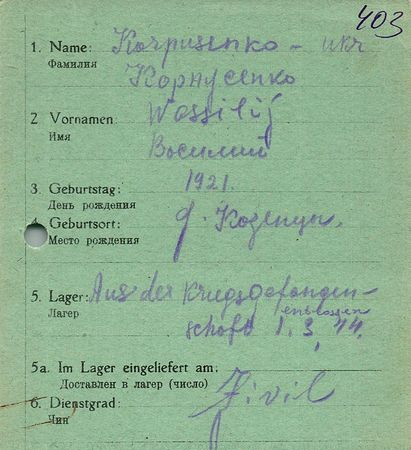 403
1. Name: Korpusenko - ukr
Фамилия Корпусенко
2 Vornamen: Wassilij
Имя Василий
3. Geburtstag: 1921.
День рождения
4. Geburtsort: д.
Место рождения
5. Lager: Aus der Kriegsgefangen-
Лагерь schaft entlassen 1. 3. 44.
5a. Im Lager eingeliefert am:
Доставлен в лагерь (число)
6. Dienstgrad: Zivil
Чин